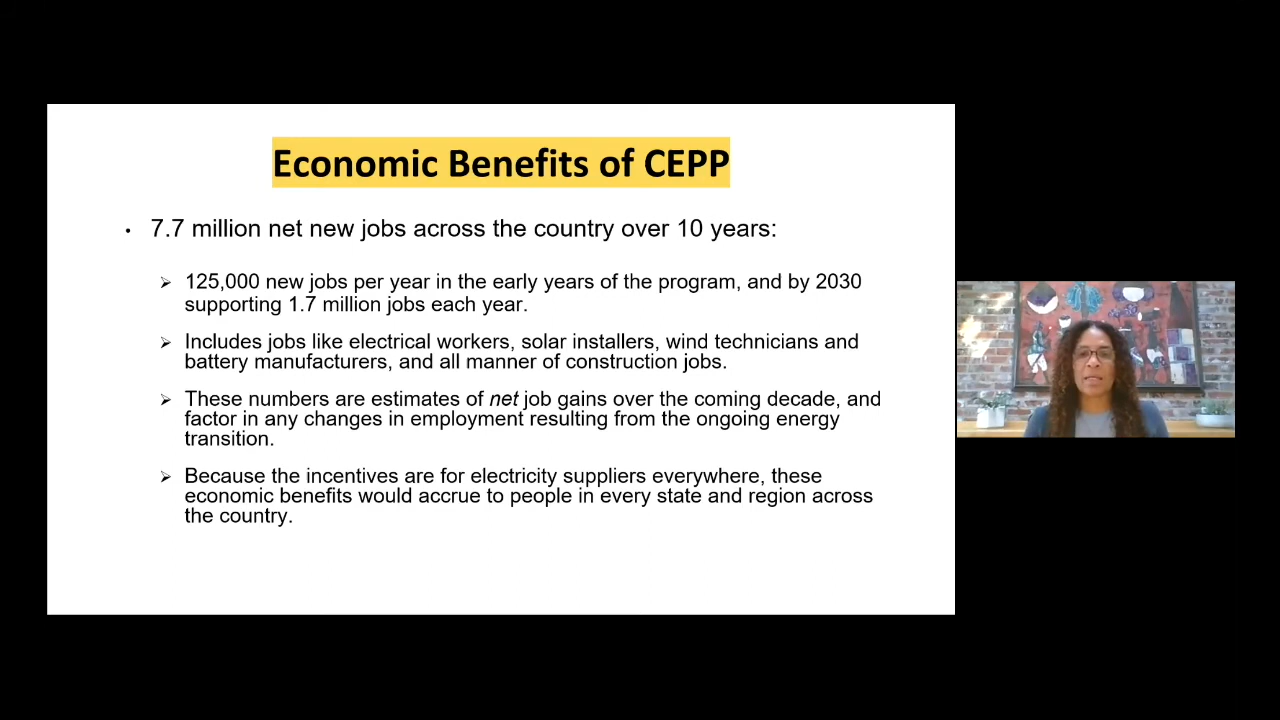 Economic Benefits of CEPP
• 7.7 million net new jobs across the country over 10 years:
➢ 125,000 new jobs per year in the early years of the program, and by 2030
supporting 1.7 million jobs each year.
➢ Includes jobs like electrical workers, solar installers, wind technicians and
battery manufacturers, and all manner of construction jobs.
➢ These numbers are estimates of net job gains over the coming decade, and
factor in any changes in employment resulting from the ongoing energy
transition.
➢ Because the incentives are for electricity suppliers everywhere, these
economic benefits would accrue to people in every state and region across
the country.